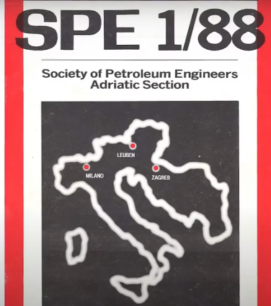 SPE 1/88
Society of Petroleum Engineers
Adriatic Section
LEOBEN
MILANO
ZAGREB